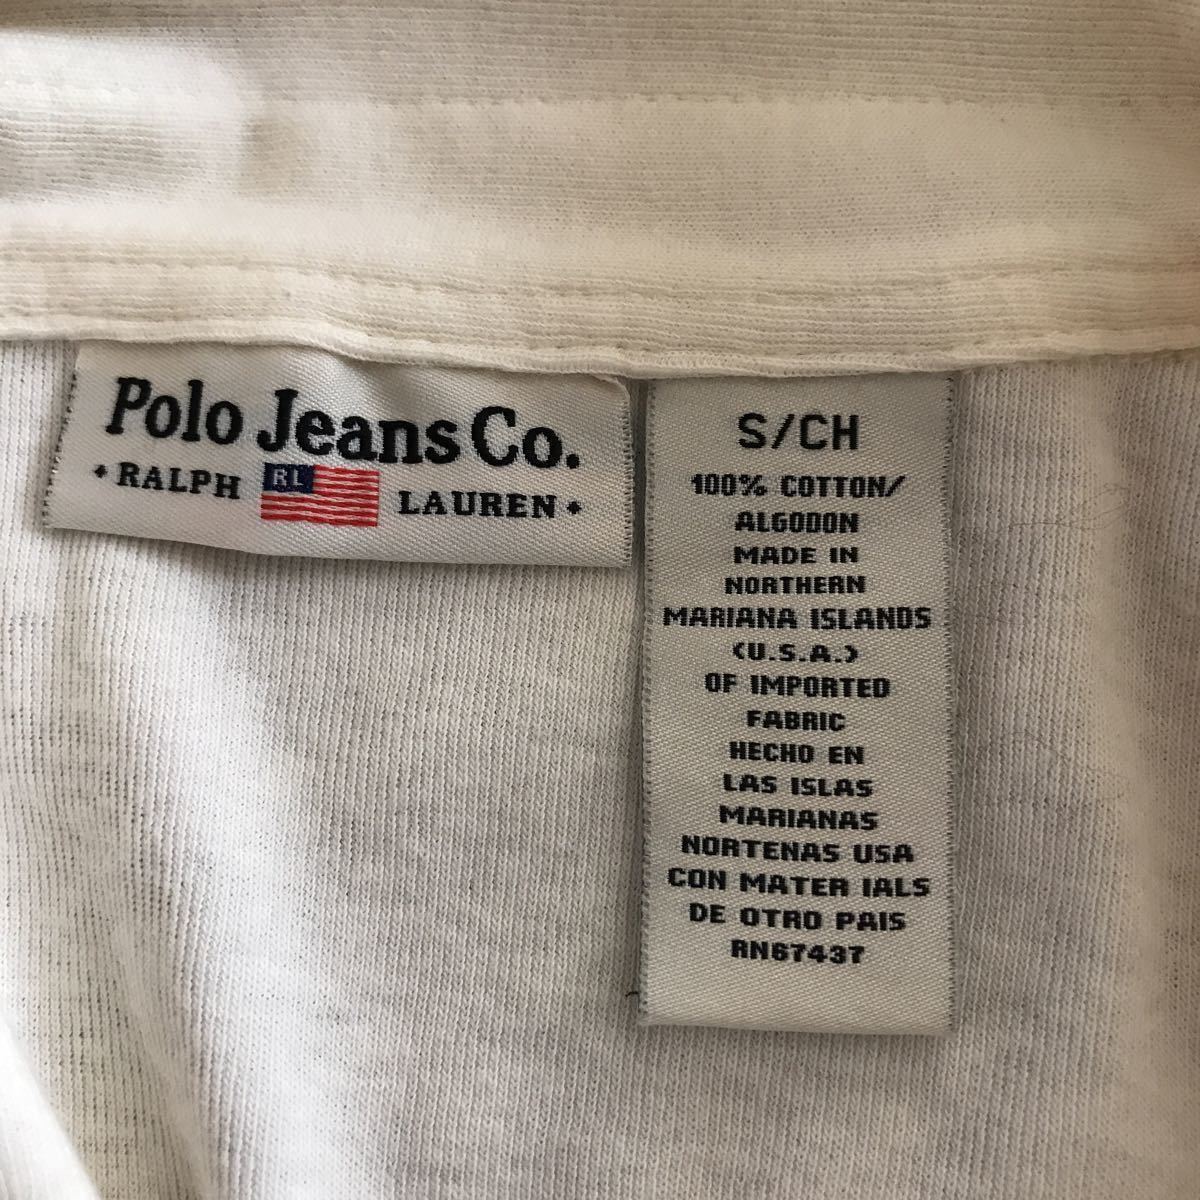 Polo Jeans Co.
RALPH RL LAUREN
S/CH
100% COTTON/
ALGODON
MADE IN
NORTHERN
MARIANA ISLANDS
(U.S.A.)
OF IMPORTED
FABRIC
HECHO EN
LAS ISLAS
MARIANAS
NORTENAS USA
CON MATER IALS
DE OTRO PAIS
RN67437